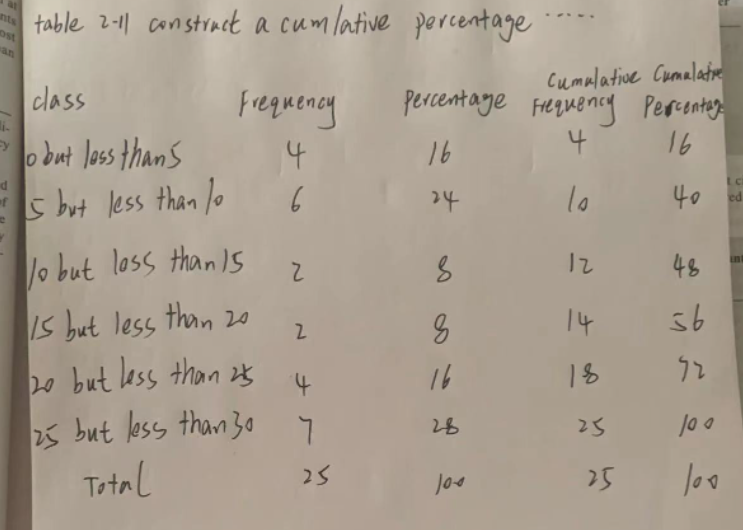 table 2-11 construct a cumlative percentage .....
class Frequency Percentage Cumulative Frequency Cumulative Percentage
0 but less than 5 4 16 4 16
5 but less than 10 6 24 10 40
10 but less than 15 2 8 12 48
15 but less than 20 2 8 14 56
20 but less than 25 4 16 18 72
25 but less than 30 7 28 25 100
Total 25 100 25 100